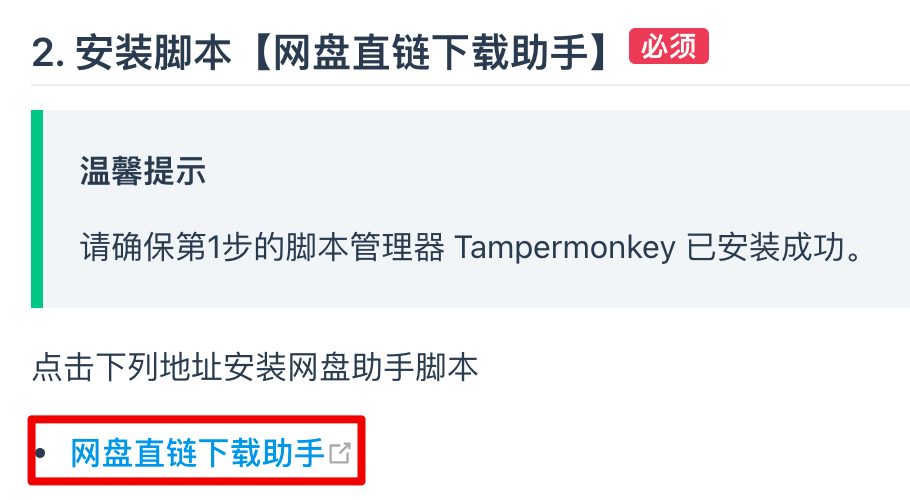 2. 安装脚本【网盘直链下载助手】 必须
温馨提示
请确保第1步的脚本管理器 Tampermonkey 已安装成功。
点击下列地址安装网盘助手脚本
• 网盘直链下载助手